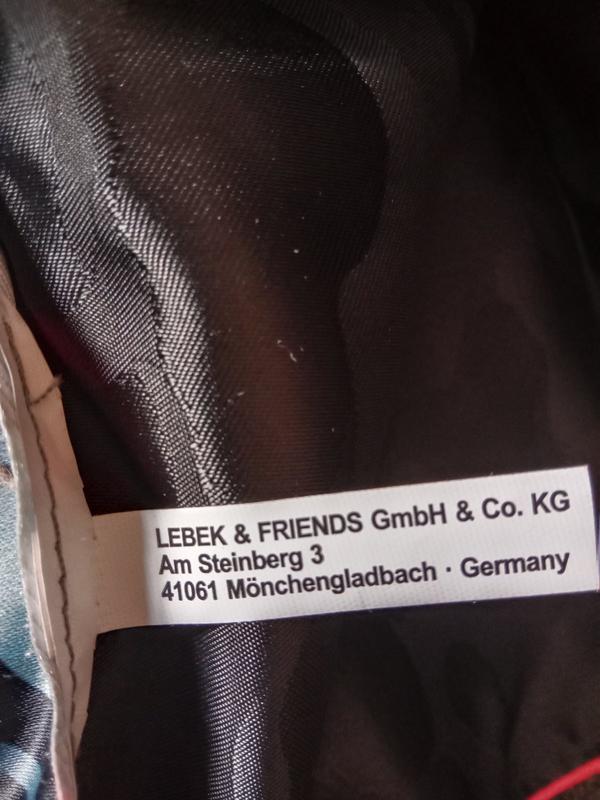 LEBEK & FRIENDS GmbH & Co. KG
Am Steinberg 3
41061 Mönchengladbach · Germany